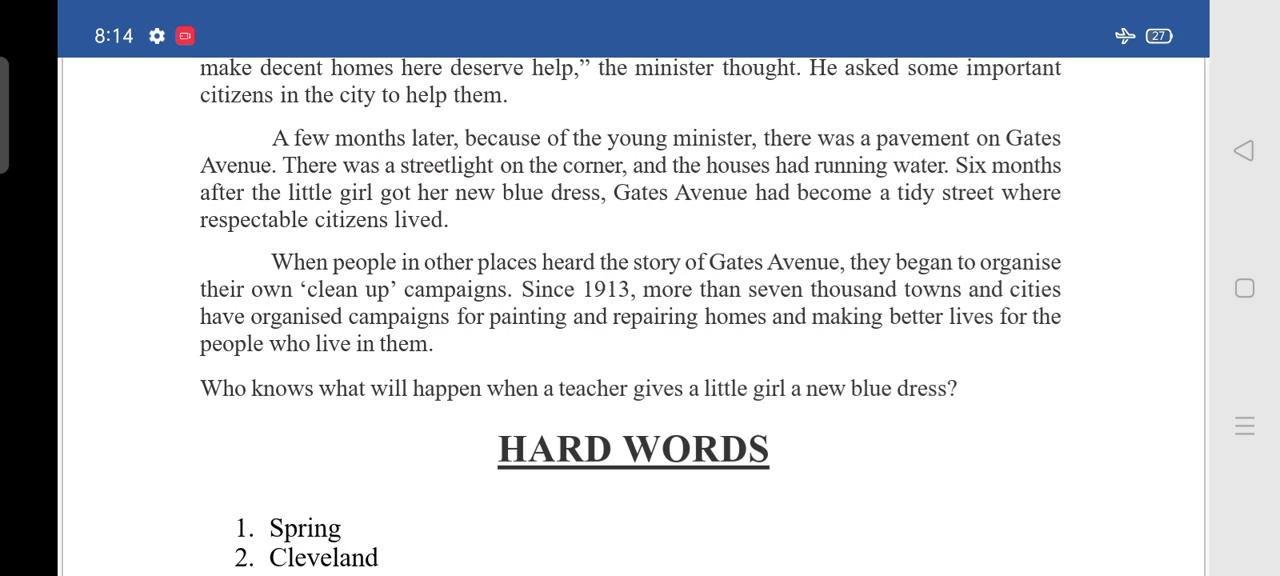 8:14
27
make decent homes here deserve help,” the minister thought. He asked some important
citizens in the city to help them.
A few months later, because of the young minister, there was a pavement on Gates
Avenue. There was a streetlight on the corner, and the houses had running water. Six months
after the little girl got her new blue dress, Gates Avenue had become a tidy street where
respectable citizens lived.
When people in other places heard the story of Gates Avenue, they began to organise
their own ‘clean up’ campaigns. Since 1913, more than seven thousand towns and cities
have organised campaigns for painting and repairing homes and making better lives for the
people who live in them.
Who knows what will happen when a teacher gives a little girl a new blue dress?
HARD WORDS
1. Spring
2. Cleveland